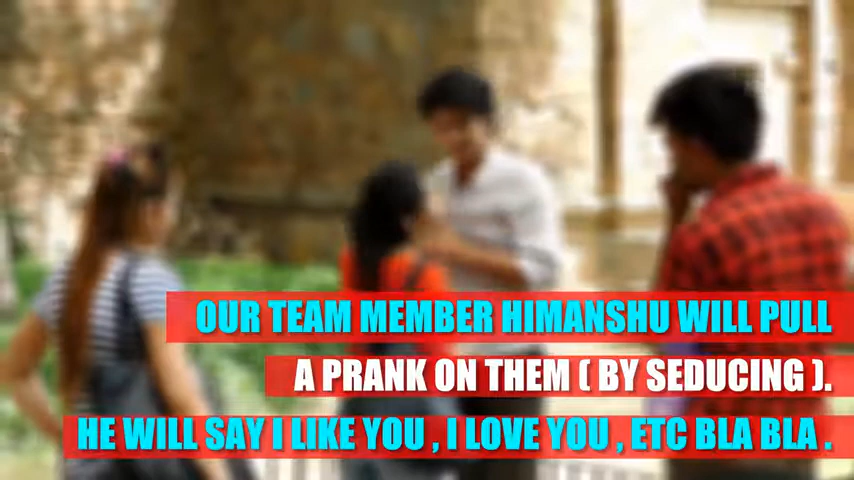 OUR TEAM MEMBER HIMANSHU WILL PULL
A PRANK ON THEM ( BY SEDUCING ).
HE WILL SAY I LIKE YOU , I LOVE YOU , ETC BLA BLA .